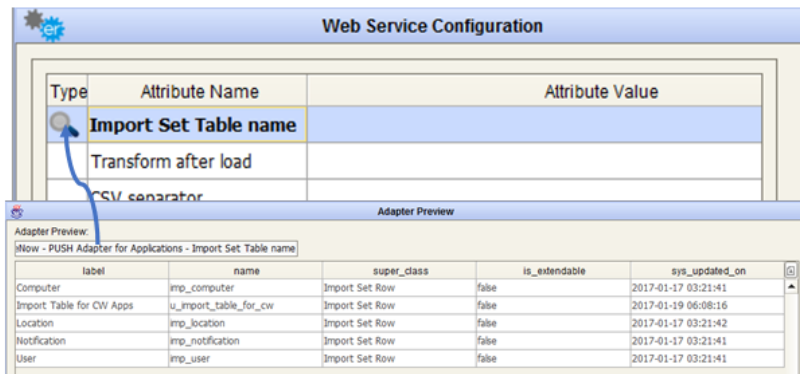 er
Web Service Configuration
Type Attribute Name Attribute Value
Import Set Table name
Transform after load
CSV separator
Adapter Preview
Adapter Preview:
Now - PUSH Adapter for Applications - Import Set Table name
label name super_class is_extendable sys_updated_on
Computer imp_computer Import Set Row false 2017-01-17 03:21:41
Import Table for CW Apps u_import_table_for_cw Import Set Row false 2017-01-19 06:08:16
Location imp_location Import Set Row false 2017-01-17 03:21:42
Notification imp_notification Import Set Row false 2017-01-17 03:21:41
User imp_user Import Set Row false 2017-01-17 03:21:41